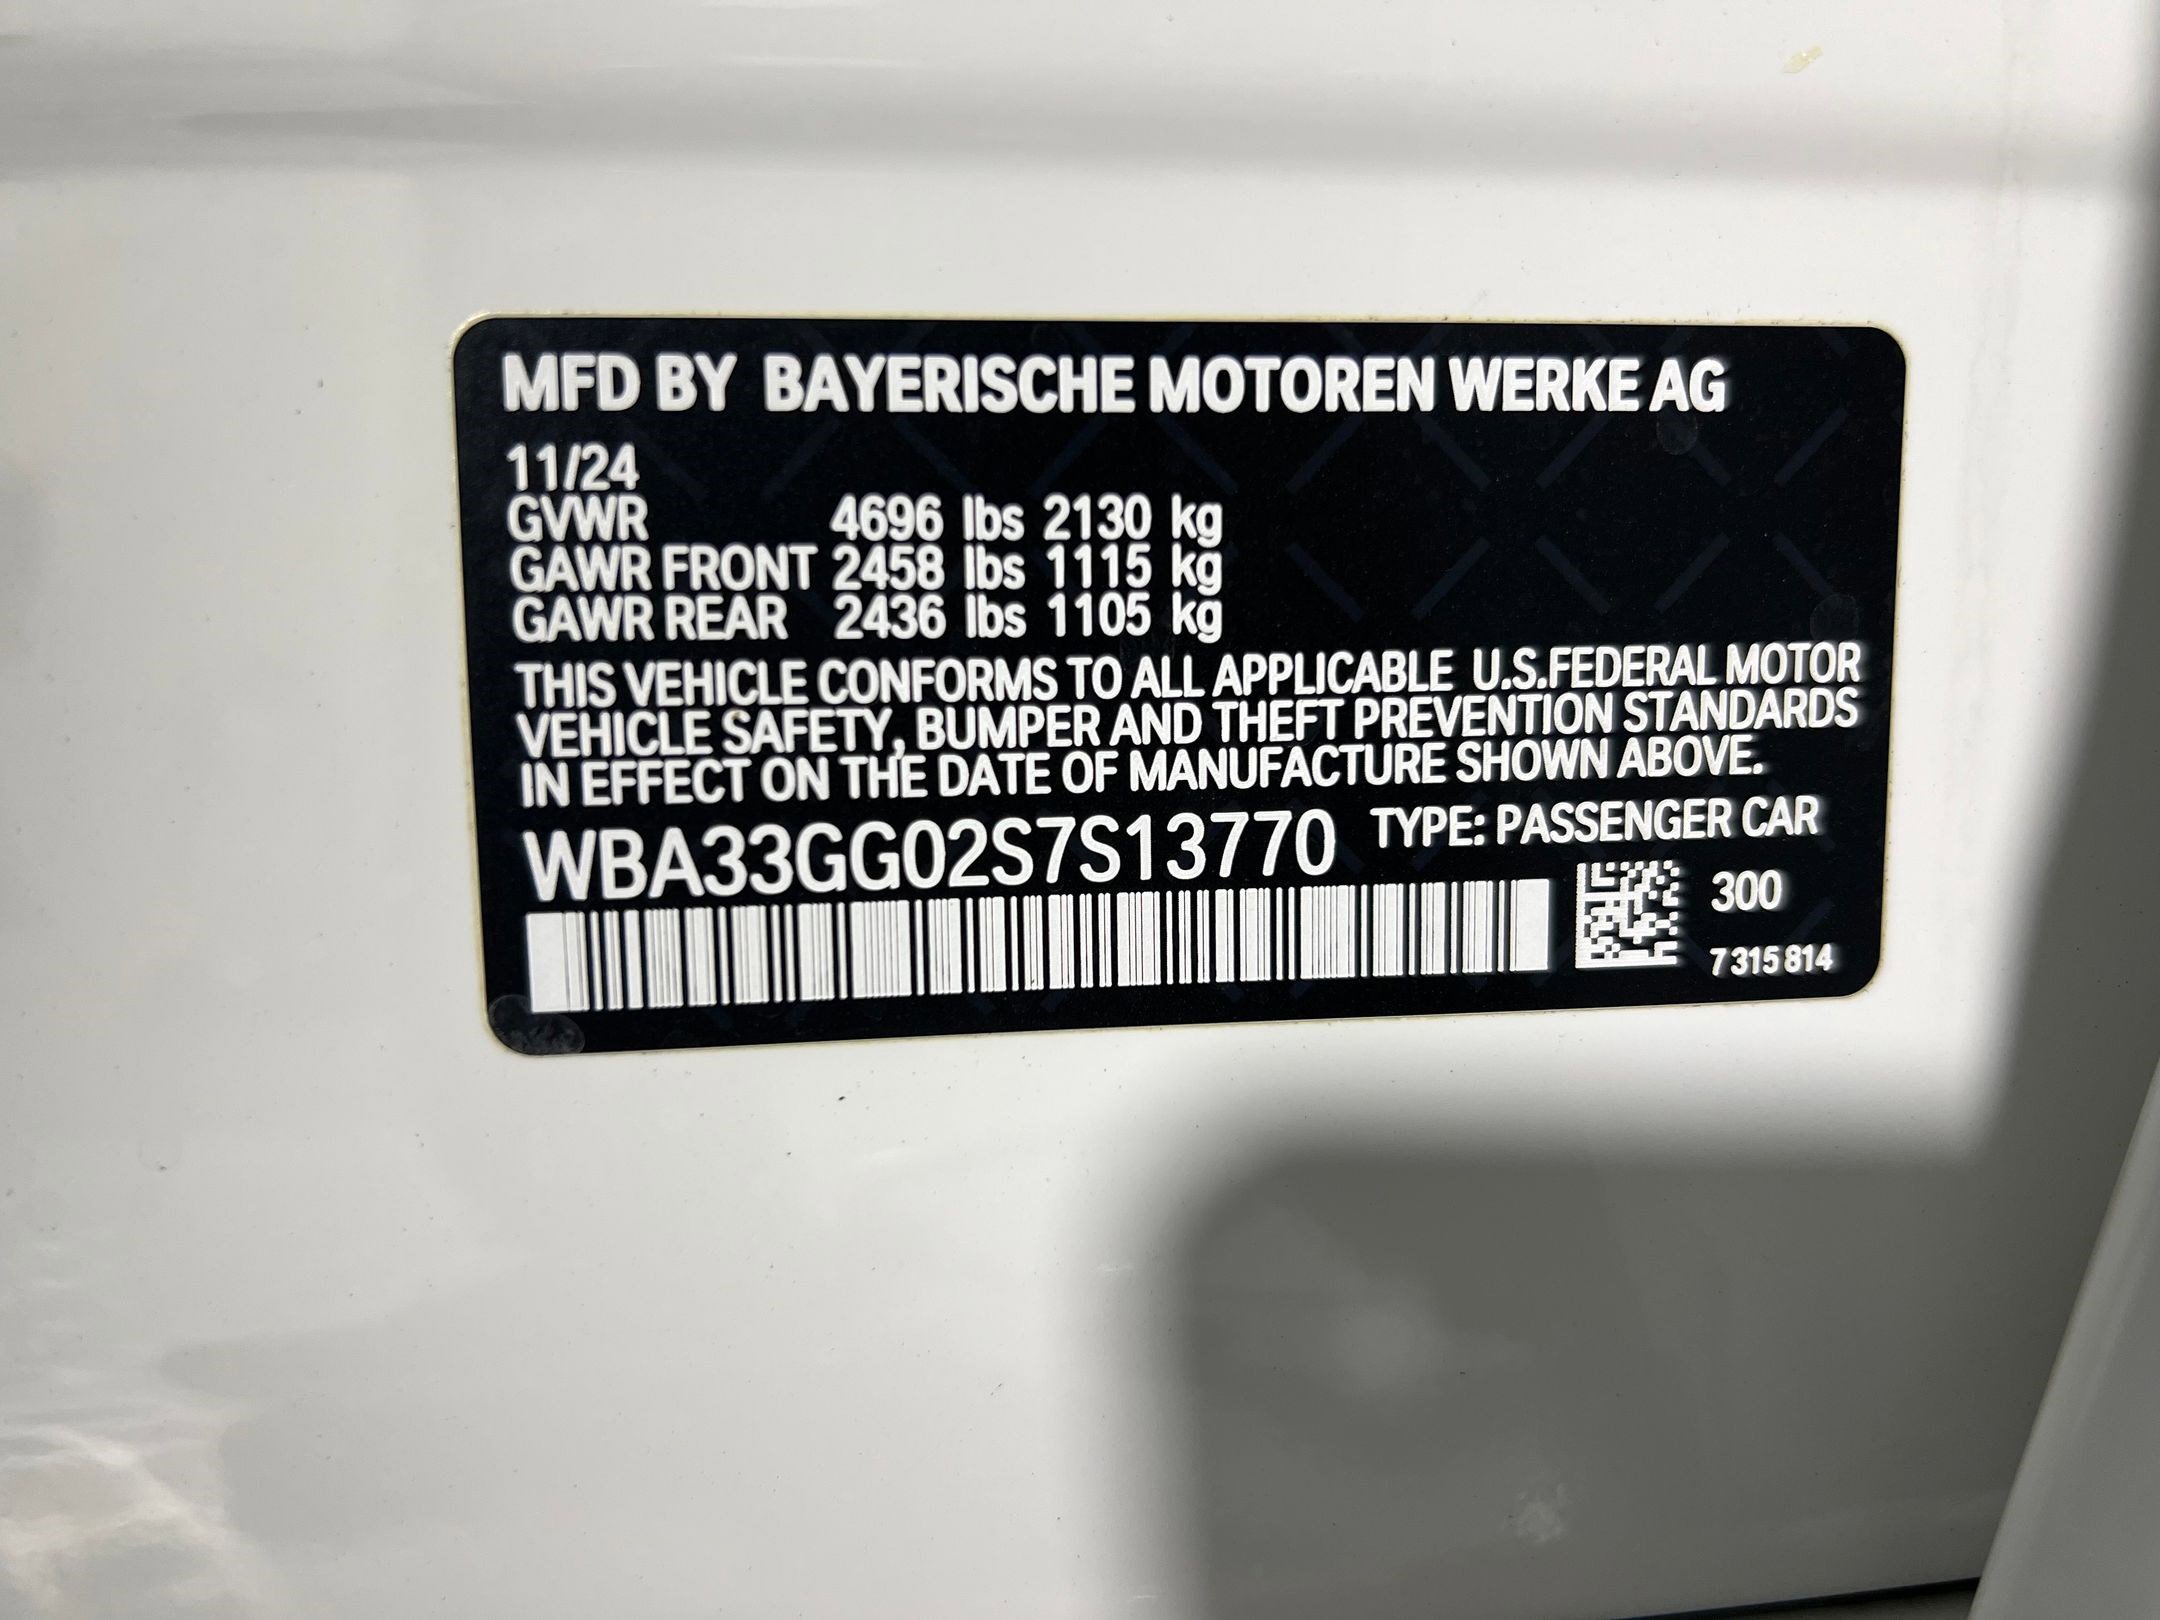 MFD BY BAYERISCHE MOTOREN WERKE AG
11/24
GVWR 4696 lbs 2130 kg
GAWR FRONT 2458 lbs 1115 kg
GAWR REAR 2436 lbs 1105 kg
THIS VEHICLE CONFORMS TO ALL APPLICABLE U.S.FEDERAL MOTOR
VEHICLE SAFETY, BUMPER AND THEFT PREVENTION STANDARDS
IN EFFECT ON THE DATE OF MANUFACTURE SHOWN ABOVE.
WBA33GG02S7S13770 TYPE: PASSENGER CAR
300
7 315 814